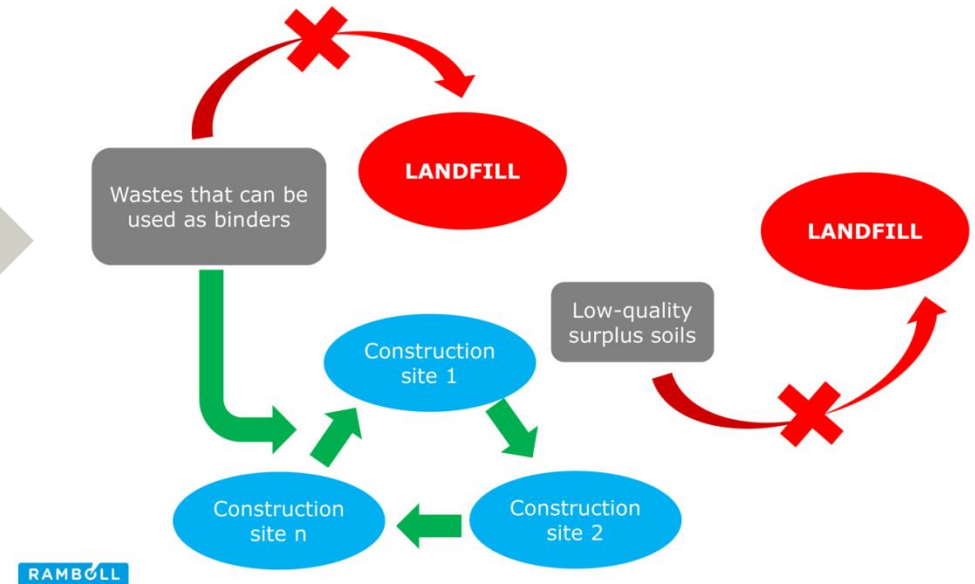 LANDFILL
Wastes that can be
used as binders
LANDFILL
Low-quality
surplus soils
Construction
site 1
Construction
site n
Construction
site 2
RAMBOLL